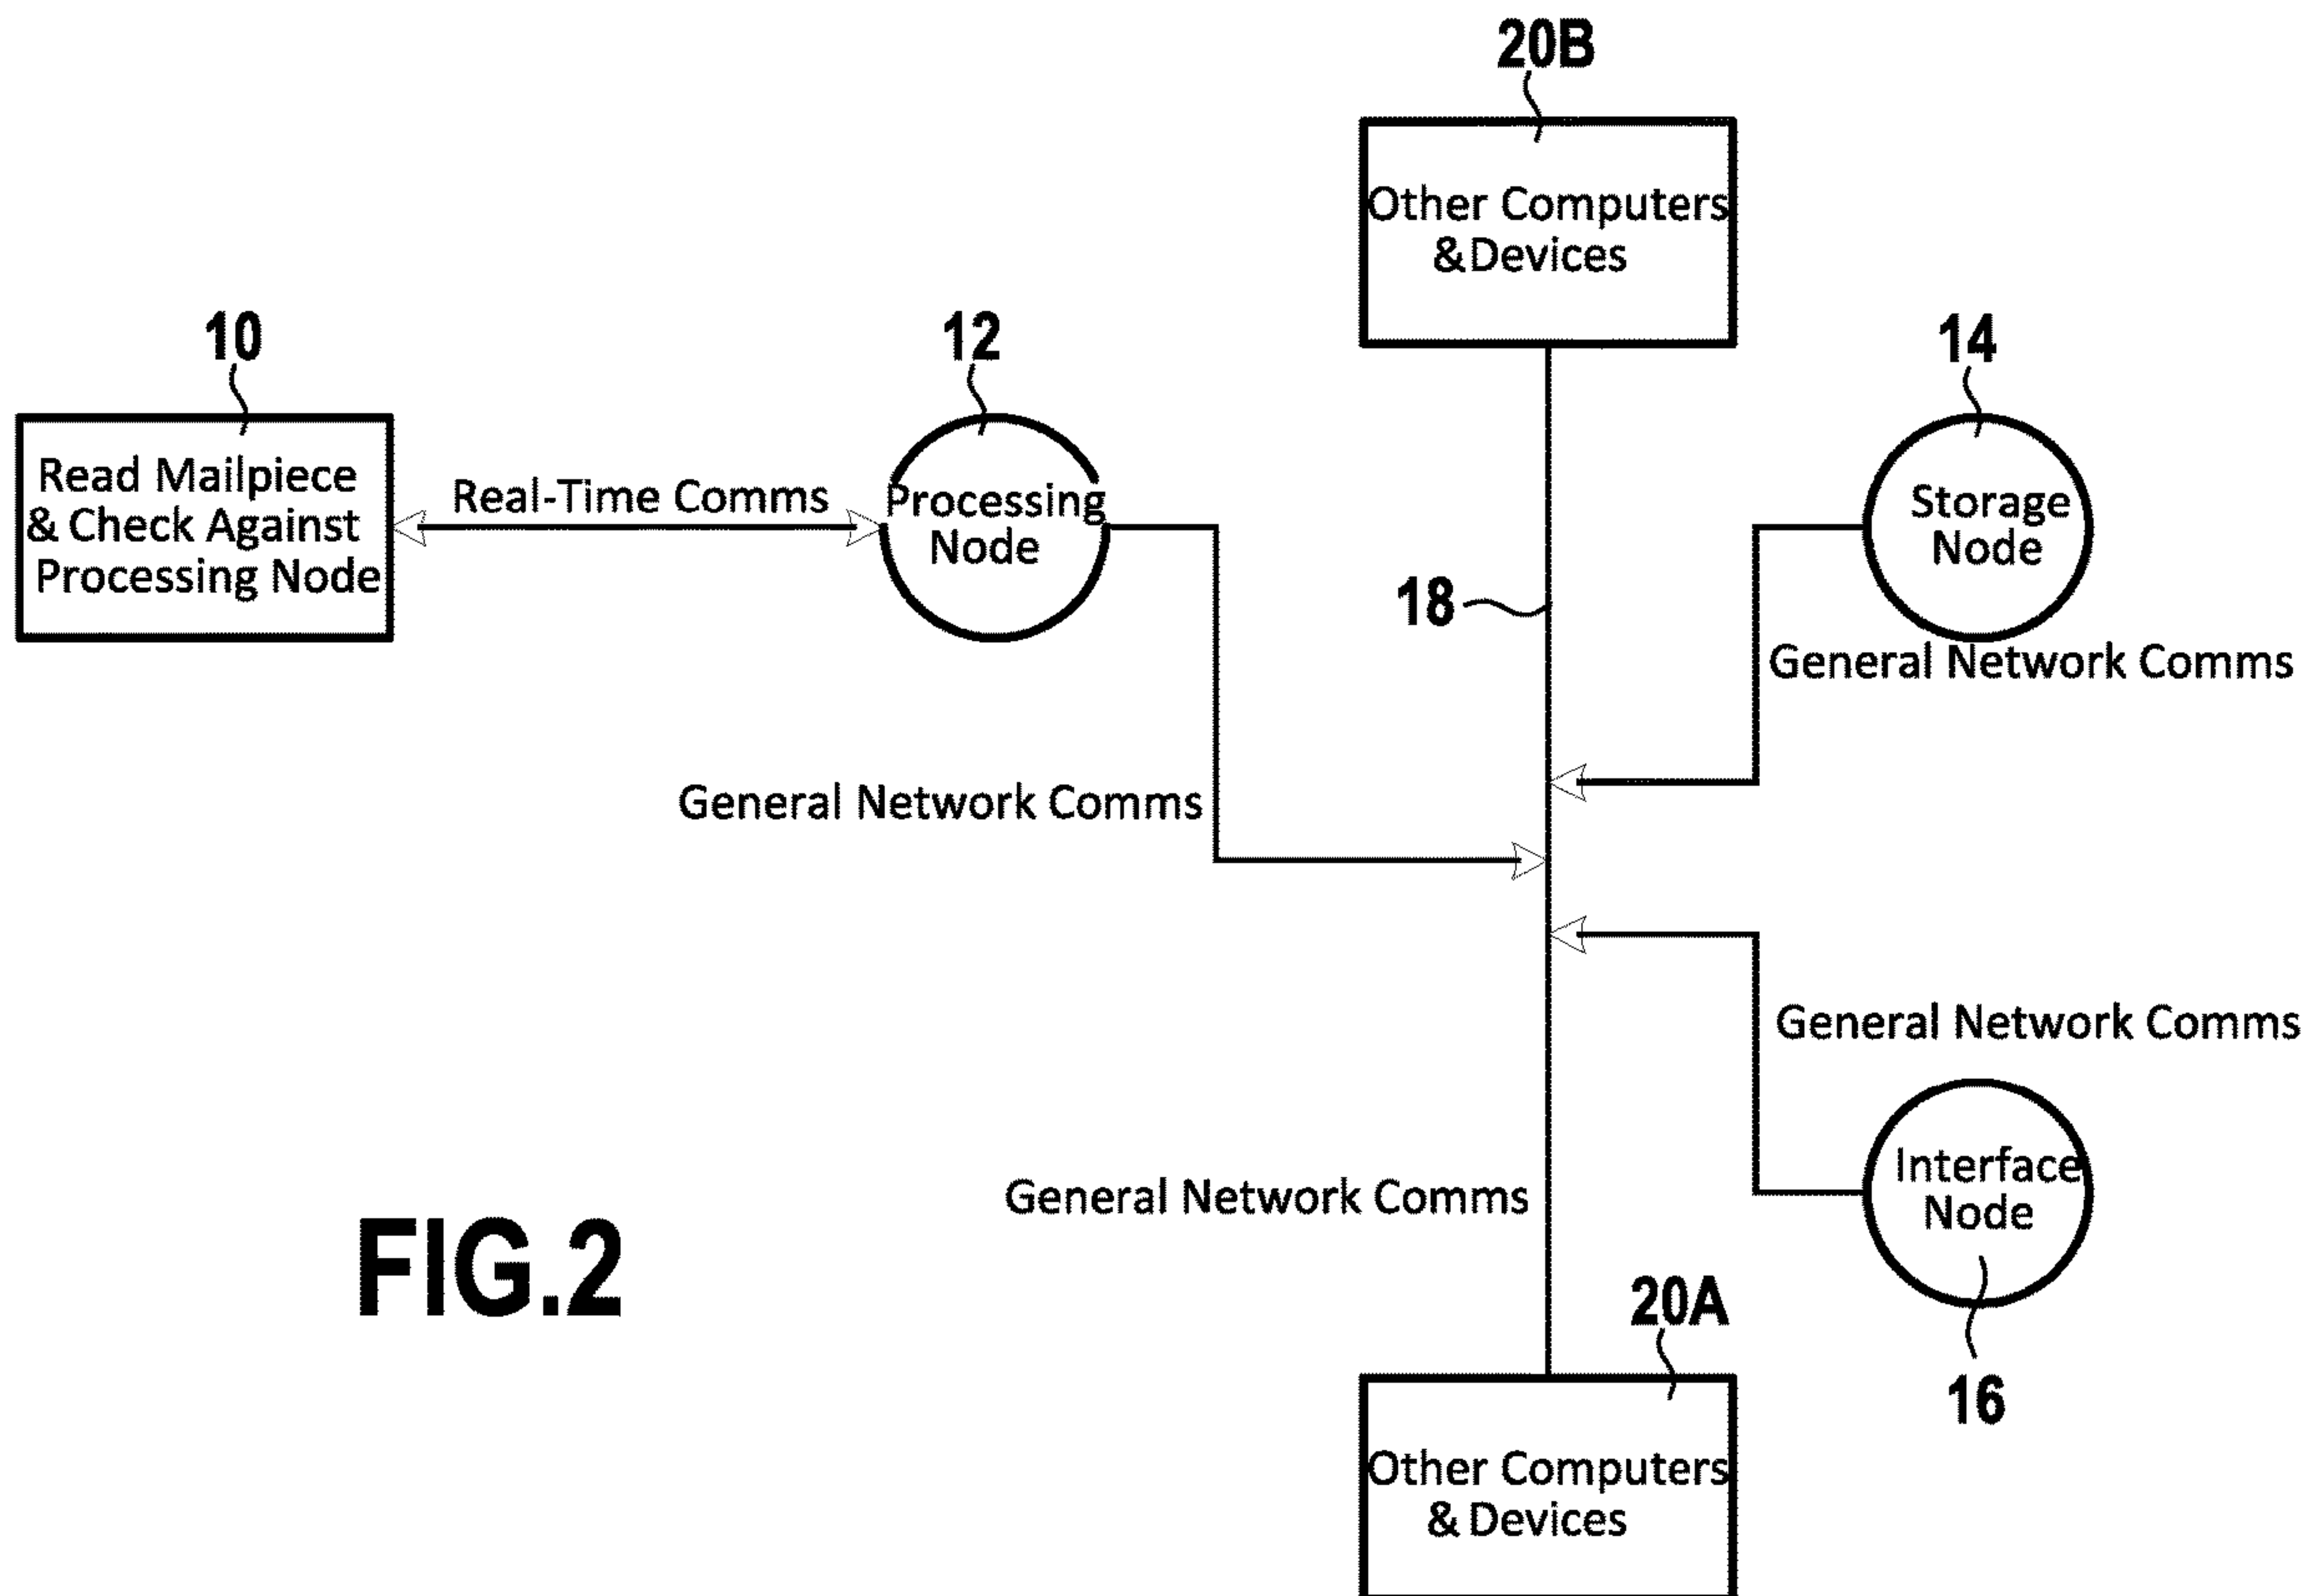 20B
Other Computers
& Devices
10
12
14
Read Mailpiece
& Check Against
Processing Node
Real-Time Comms
Processing
Node
Storage
Node
18
General Network Comms
General Network Comms
General Network Comms
Interface
Node
General Network Comms
FIG.2
20A
16
Other Computers
& Devices